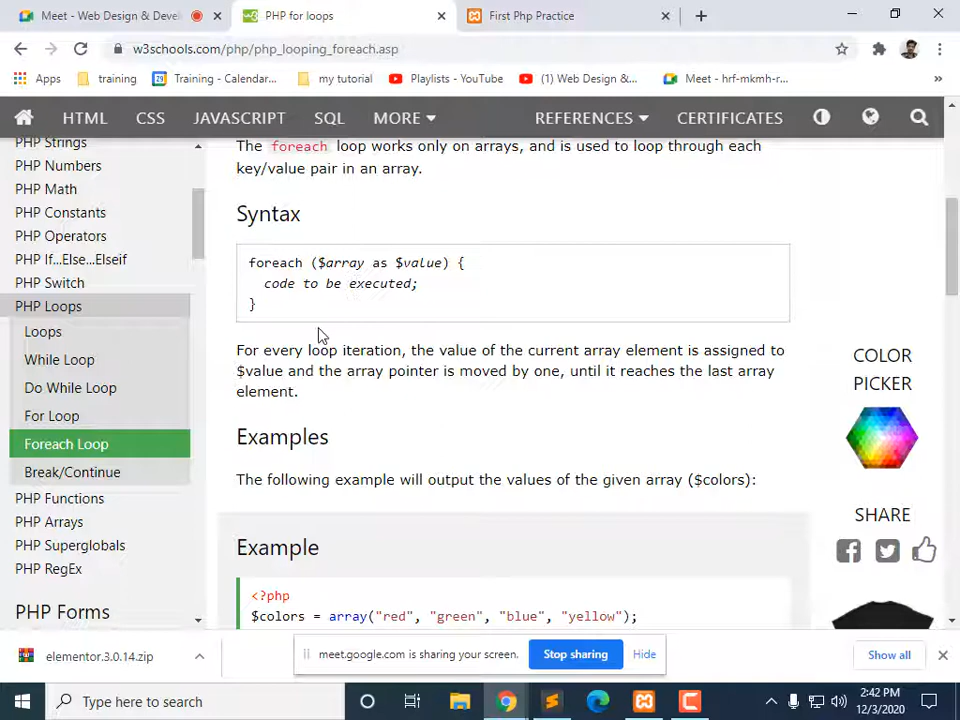 Meet - Web Design & Devel
PHP for loops
First Php Practice
w3schools.com/php/php_looping_foreach.asp
Apps
training
Training - Calendar...
my tutorial
Playlists - YouTube
(1) Web Design &...
Meet - hrf-mkmh-r...
»
HTML
CSS
JAVASCRIPT
SQL
MORE
REFERENCES
CERTIFICATES
PHP Strings
PHP Numbers
PHP Math
PHP Constants
PHP Operators
PHP If...Else...Elseif
PHP Switch
PHP Loops
Loops
While Loop
Do While Loop
For Loop
Foreach Loop
Break/Continue
PHP Functions
PHP Arrays
PHP Superglobals
PHP RegEx
PHP Forms
The foreach loop works only on arrays, and is used to loop through each
key/value pair in an array.
Syntax
foreach ($array as $value) {
code to be executed;
}
For every loop iteration, the value of the current array element is assigned to
$value and the array pointer is moved by one, until it reaches the last array
element.
Examples
The following example will output the values of the given array ($colors):
Example
<?php
$colors = array("red", "green", "blue", "yellow");
COLOR
PICKER
SHARE
meet.google.com is sharing your screen.
Stop sharing
Hide
elementor.3.0.14.zip
Show all
Type here to search
2:42 PM
12/3/2020